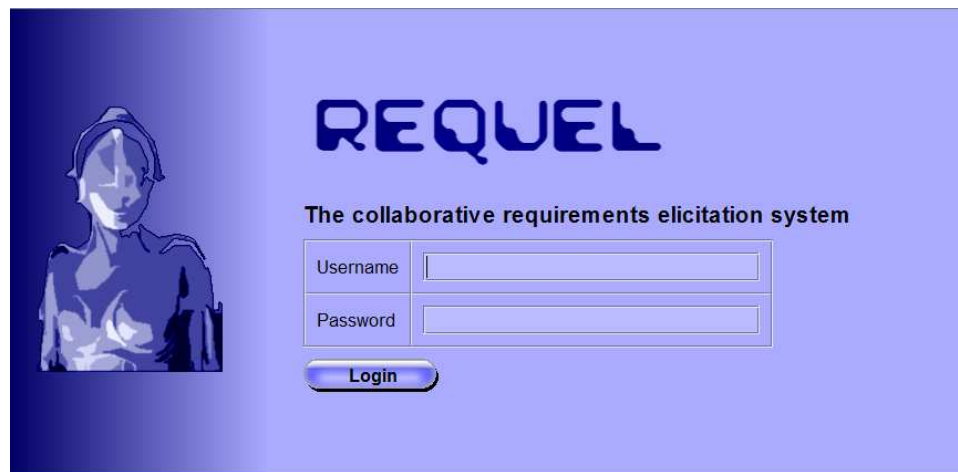 REQUEL
The collaborative requirements elicitation system
Username
Password
Login